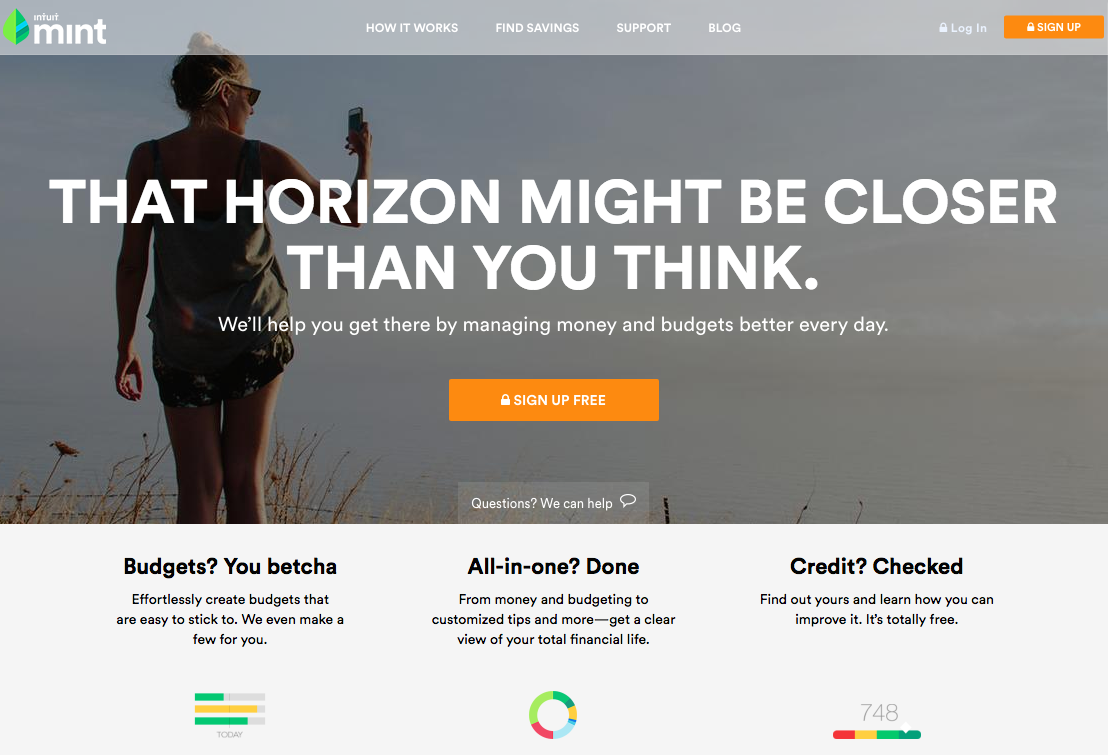 intuit
mint
HOW IT WORKS
FIND SAVINGS
SUPPORT
BLOG
Log In
SIGN UP
THAT HORIZON MIGHT BE CLOSER
THAN YOU THINK.
We'll help you get there by managing money and budgets better every day.
SIGN UP FREE
Questions? We can help
Budgets? You betcha
Effortlessly create budgets that
are easy to stick to. We even make a
few for you.
TODAY
All-in-one? Done
From money and budgeting to
customized tips and more—get a clear
view of your total financial life.
Credit? Checked
Find out yours and learn how you can
improve it. It's totally free.
748